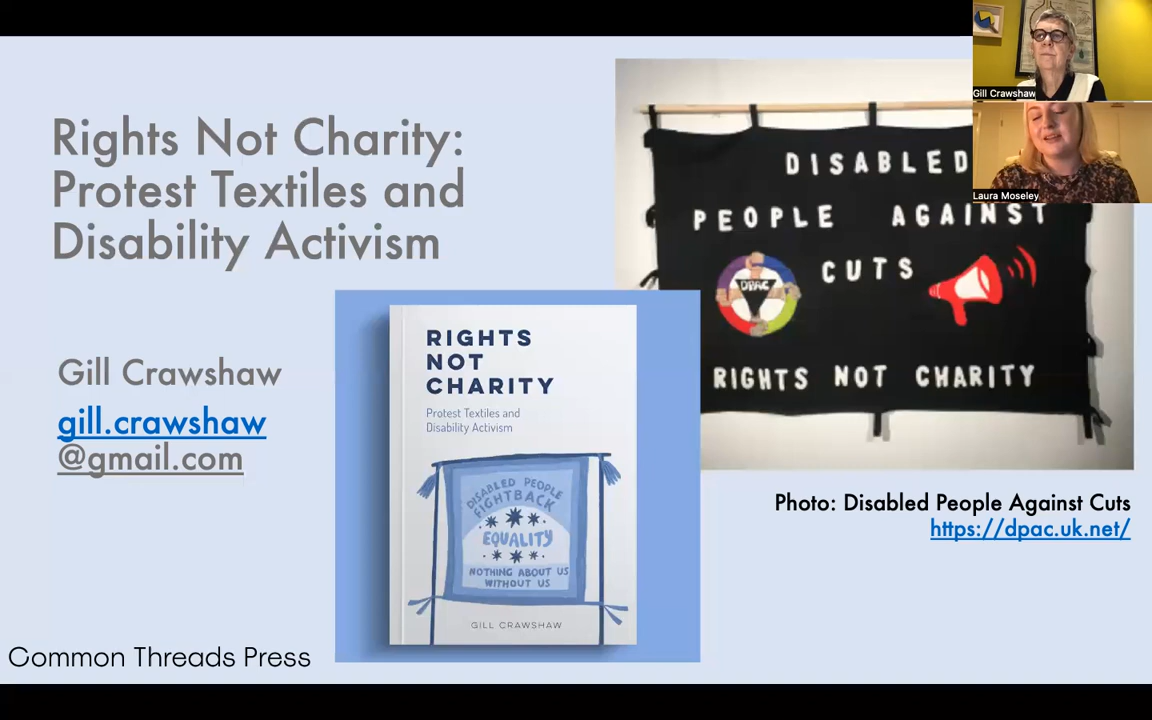 Rights Not Charity:
Protest Textiles and
Disability Activism
Gill Crawshaw
gill.crawshaw
@gmail.com
Common Threads Press
RIGHTS
NOT
CHARITY
Protest Textiles and
Disability Activism
DISABLED PEOPLE
FIGHTBACK
EQUALITY
NOTHING ABOUT US
WITHOUT US
GILL CRAWSHAW
DISABLED
PEOPLE AGAINST
CUTS
DPAC
RIGHTS NOT CHARITY
Photo: Disabled People Against Cuts
https://dpac.uk.net/
Gill Crawshaw
Laura Moseley